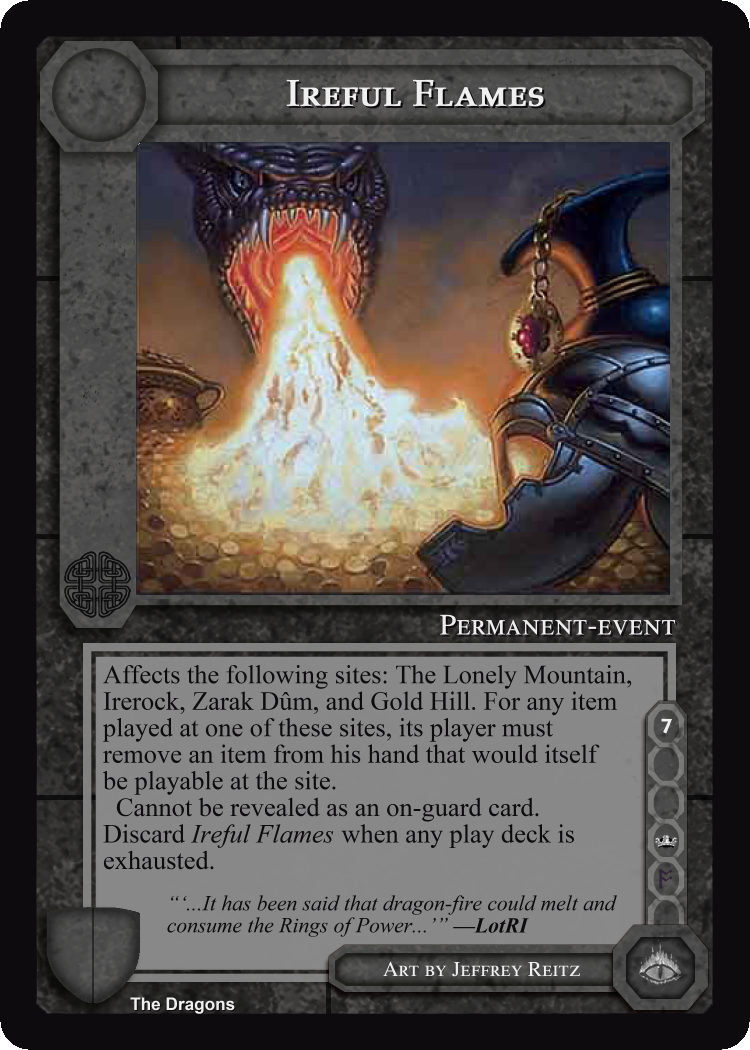 Ireful Flames
Permanent-event
Affects the following sites: The Lonely Mountain,
Irerock, Zarak Dûm, and Gold Hill. For any item
played at one of these sites, its player must
remove an item from his hand that would itself
be playable at the site.
Cannot be revealed as an on-guard card.
Discard Ireful Flames when any play deck is
exhausted.
7
“‘...It has been said that dragon-fire could melt and
consume the Rings of Power...’” —LotRI
Art by Jeffrey Reitz
The Dragons